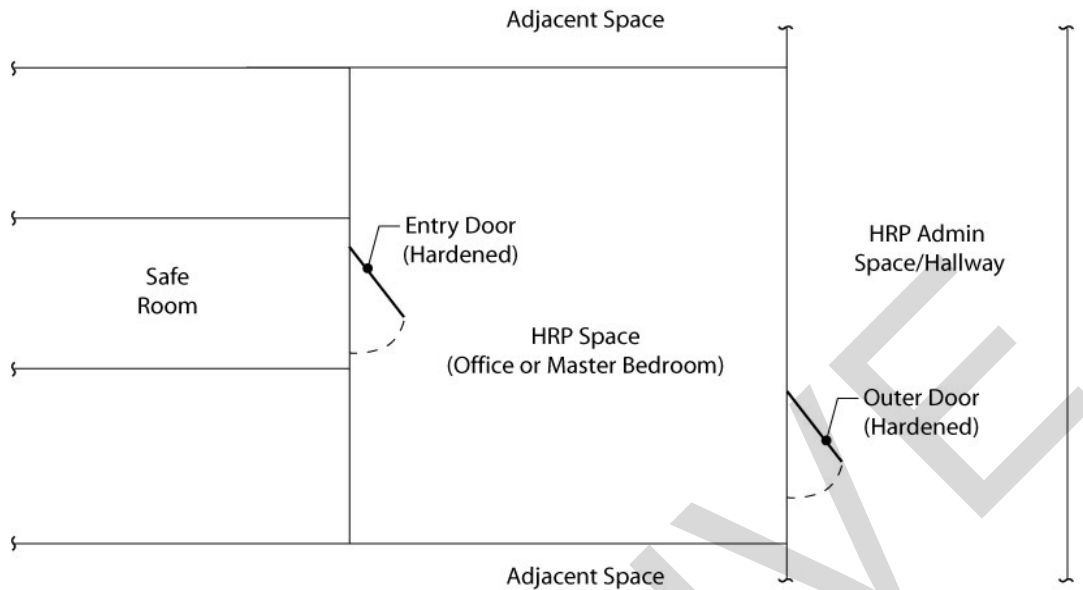 Adjacent Space
Entry Door
(Hardened)
HRP Admin
Space/Hallway
Safe
Room
HRP Space
(Office or Master Bedroom)
Outer Door
(Hardened)
Adjacent Space